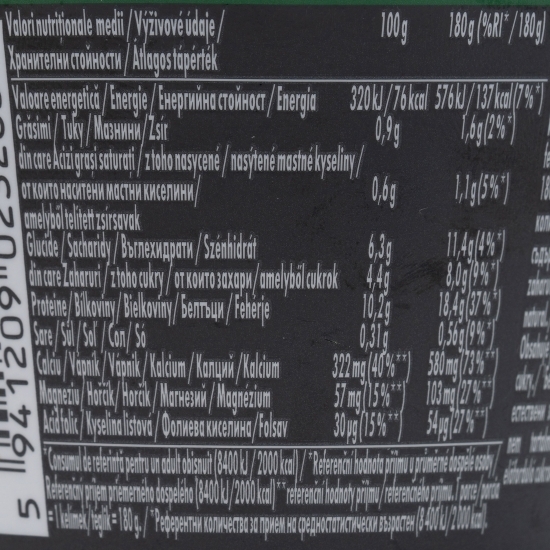 Valori nutriționale medii / Výživové údaje / 100g 180g (%RI* / 180g)
Хранителни стойности / Átlagos tápérték
Valoare energetică / Energie / Енергийна стойност / Energia 320 kJ / 76 kcal 576 kJ / 137 kcal (7%*)
Grăsimi / Tuky / Мазнини / Zsír 0,9g 1,6g (2%*)
din care Acizi grași saturați / z toho nasycené / nasýtené mastné kyseliny /
от които наситени мастни киселини / 0,6g 1,1g (5%*)
amelyből telített zsírsavak
Glucide / Sacharidy / Въглехидрати / Szénhidrát 6,3g 11,4g (4%*)
din care Zaharuri / z toho cukry / от които захари / amelyből cukrok 4,4g 8,0g (9%*)
Proteine / Bílkoviny / Bielkoviny / Белтъци / Fehérje 10,2g 18,4g (37%*)
Sare / Sůl / Soľ / Сол / Só 0,31g 0,56g (9%*)
Calciu / Vápník / Vápnik / Kalcium / Калций / Kalcium 322 mg (40%**) 580 mg (73%**)
Magneziu / Hořčík / Horčík / Магнезий / Magnézium 57 mg (15%**) 103 mg (27%**)
Acid folic / Kyselina listová / Фолиева киселина / Folsav 30 µg (15%**) 54 µg (27%**)
*Consumul de referință pentru un adult obișnuit (8400 kJ / 2000 kcal) / *Referenční hodnota příjmu u průměrné dospělé osoby /
Referenčný príjem priemerného dospelého (8400 kJ / 2000 kcal) ** referenční hodnoty příjmu / referenčného príjmu.
1 kelímek / téglik = 180 g. / *Референтни количества за прием на средностатистически възрастен (8 400 kJ / 2 000 kcal).
5 941209 023